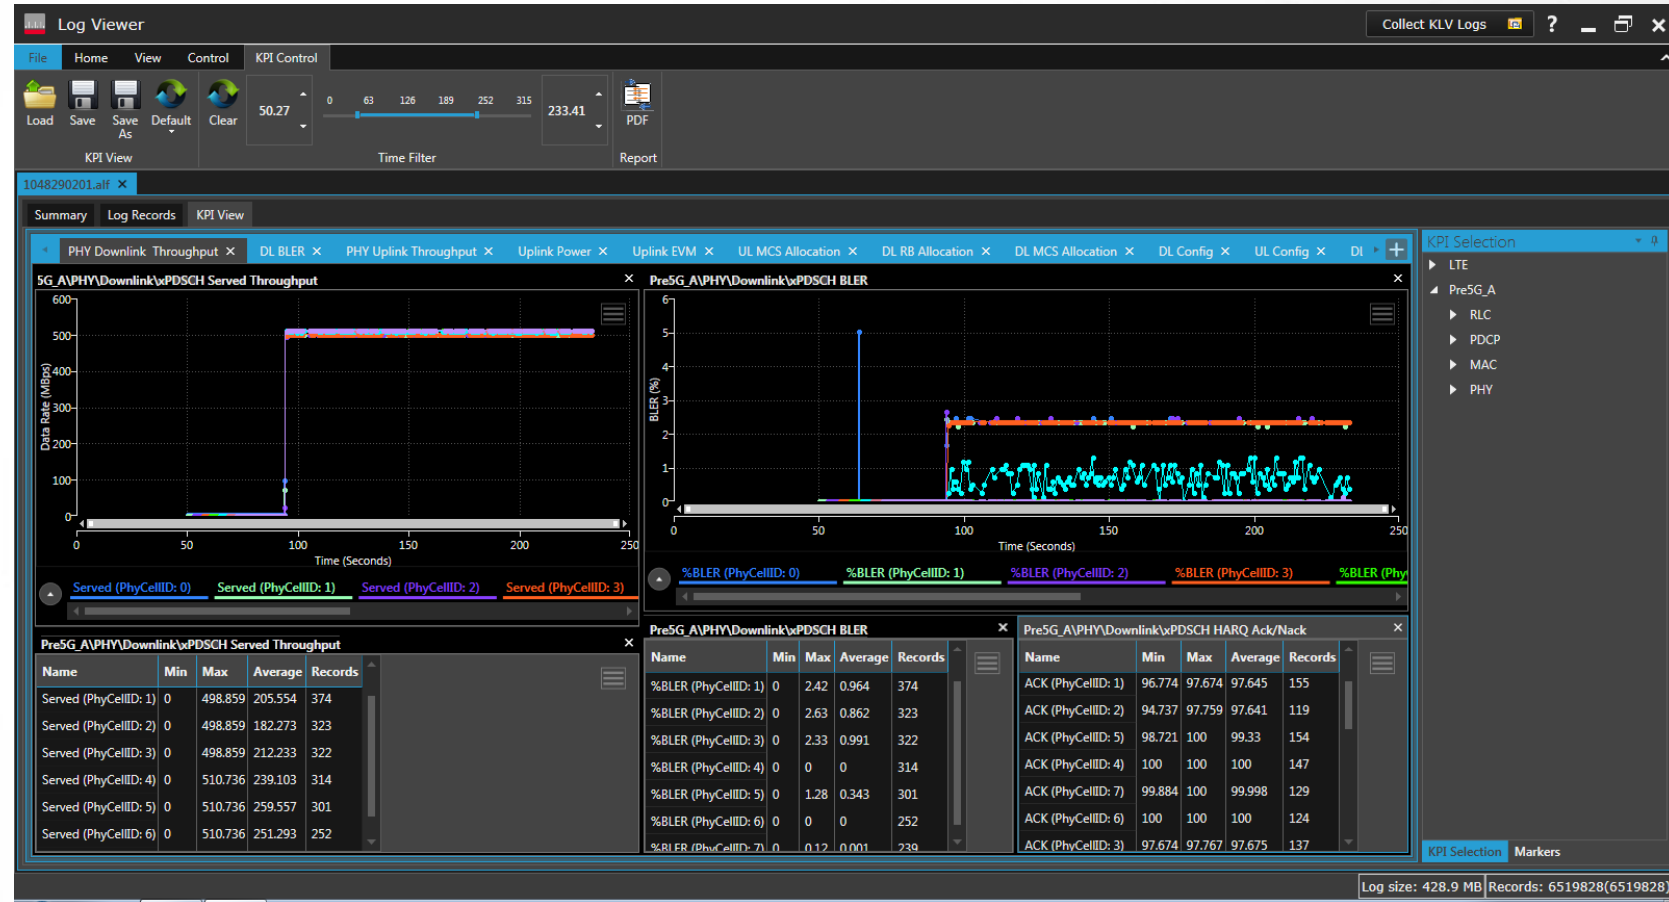 Log Viewer
Collect KLV Logs
?
File Home View Control KPI Control
Load Save Save As Default Clear
50.27
0 63 126 189 252 315
233.41
PDF
KPI View Time Filter Report
1048290201.alf
Summary Log Records KPI View
PHY Downlink Throughput DL BLER PHY Uplink Throughput Uplink Power Uplink EVM UL MCS Allocation DL RB Allocation DL MCS Allocation DL Config UL Config Dl
5G_A\PHY\Downlink\xPDSCH Served Throughput
600
500
400
300
200
100
0
Data Rate (MBps)
0 50 100 150 200 250
Time (Seconds)
Served (PhyCellID: 0) Served (PhyCellID: 1) Served (PhyCellID: 2) Served (PhyCellID: 3)
Pre5G_A\PHY\Downlink\xPDSCH BLER
6
5
4
3
2
1
0
BLER (%)
0 50 100 150 200 250
Time (Seconds)
%BLER (PhyCellID: 0) %BLER (PhyCellID: 1) %BLER (PhyCellID: 2) %BLER (PhyCellID: 3) %BLER (Phy
Pre5G_A\PHY\Downlink\xPDSCH Served Throughput
Name Min Max Average Records
Served (PhyCellID: 1) 0 498.859 205.554 374
Served (PhyCellID: 2) 0 498.859 182.273 323
Served (PhyCellID: 3) 0 498.859 212.233 322
Served (PhyCellID: 4) 0 510.736 239.103 314
Served (PhyCellID: 5) 0 510.736 259.557 301
Served (PhyCellID: 6) 0 510.736 251.293 252
Pre5G_A\PHY\Downlink\xPDSCH BLER
Name Min Max Average Records
%BLER (PhyCellID: 1) 0 2.42 0.964 374
%BLER (PhyCellID: 2) 0 2.63 0.862 323
%BLER (PhyCellID: 3) 0 2.33 0.991 322
%BLER (PhyCellID: 4) 0 0 0 314
%BLER (PhyCellID: 5) 0 1.28 0.343 301
%BLER (PhyCellID: 6) 0 0 0 252
%BLER (PhyCellID: 7) 0 0.12 0.001 239
Pre5G_A\PHY\Downlink\xPDSCH HARQ Ack/Nack
Name Min Max Average Records
ACK (PhyCellID: 1) 96.774 97.674 97.645 155
ACK (PhyCellID: 2) 94.737 97.759 97.641 119
ACK (PhyCellID: 5) 98.721 100 99.33 154
ACK (PhyCellID: 4) 100 100 100 147
ACK (PhyCellID: 7) 99.884 100 99.998 129
ACK (PhyCellID: 6) 100 100 100 124
ACK (PhyCellID: 3) 97.674 97.767 97.675 137
KPI Selection
LTE
Pre5G_A
RLC
PDCP
MAC
PHY
KPI Selection Markers
Log size: 428.9 MB Records: 6519828(6519828)